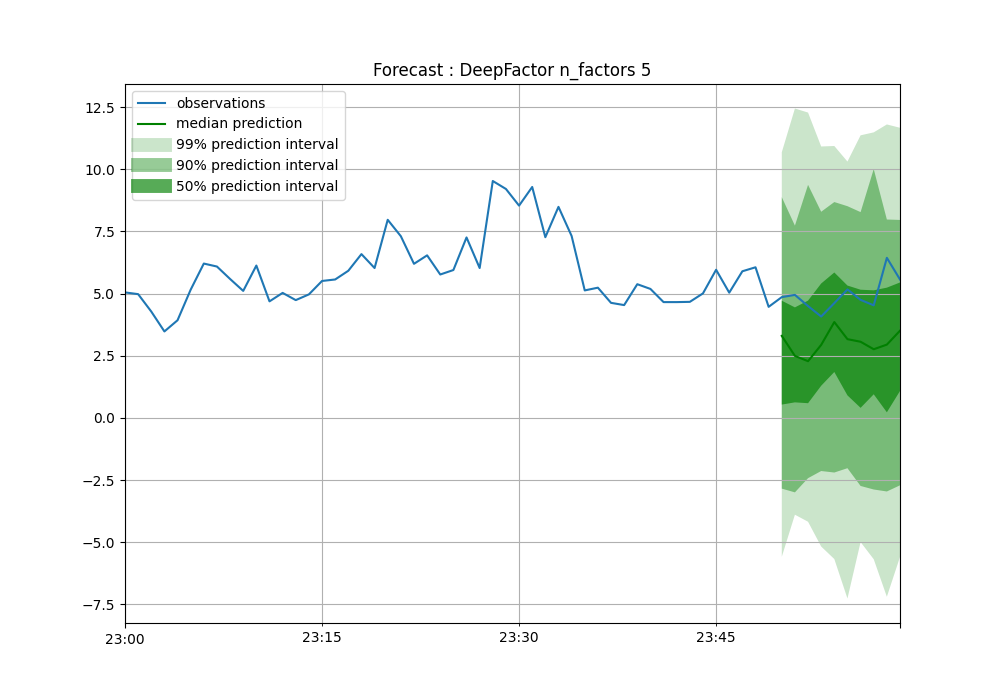 Forecast : DeepFactor n_factors 5
observations
median prediction
99% prediction interval
90% prediction interval
50% prediction interval
12.5
10.0
7.5
5.0
2.5
0.0
−2.5
−5.0
−7.5
23:00
23:15
23:30
23:45